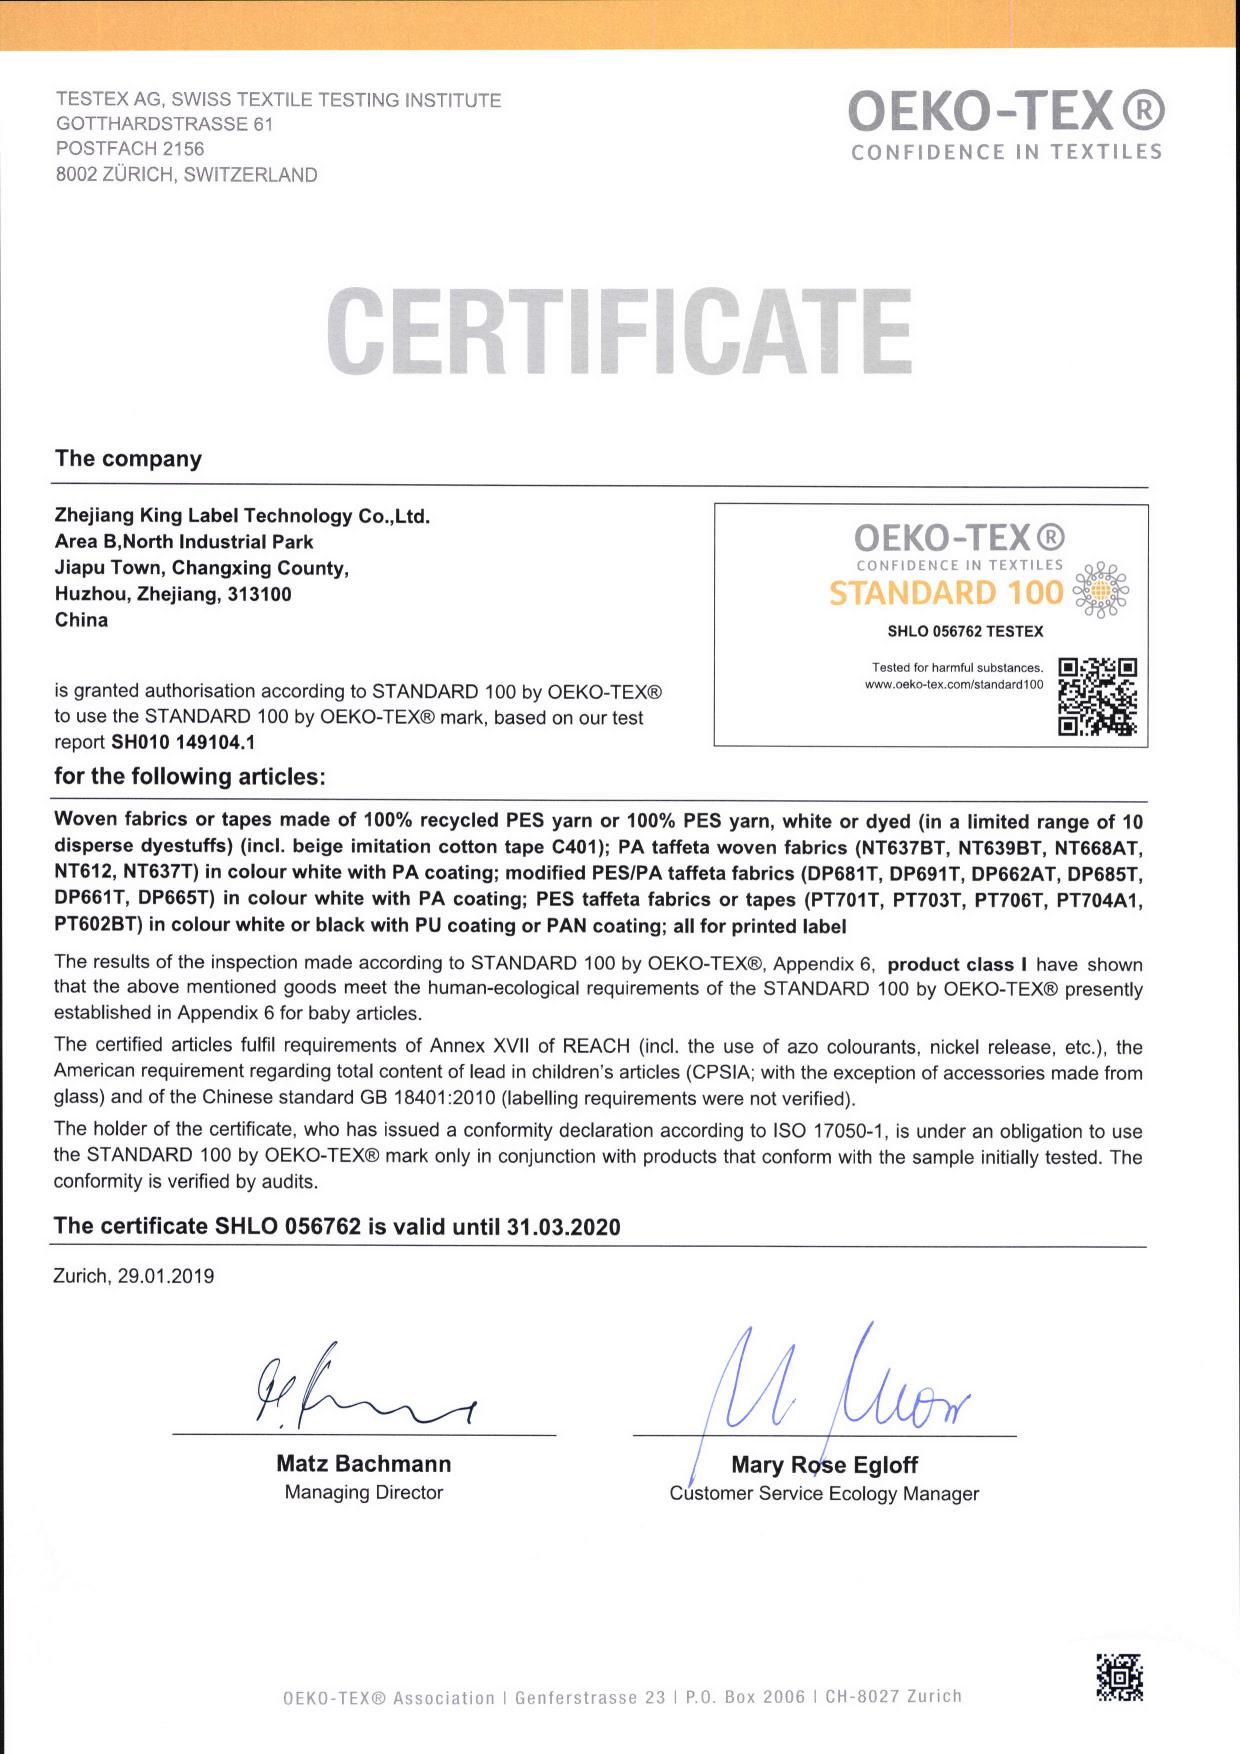 TESTEX AG, SWISS TEXTILE TESTING INSTITUTE
GOTTHARDSTRASSE 61
POSTFACH 2156
8002 ZÜRICH, SWITZERLAND
OEKO-TEX®
CONFIDENCE IN TEXTILES
CERTIFICATE
The company
Zhejiang King Label Technology Co.,Ltd.
Area B,North Industrial Park
Jiapu Town, Changxing County,
Huzhou, Zhejiang, 313100
China
is granted authorisation according to STANDARD 100 by OEKO-TEX®
to use the STANDARD 100 by OEKO-TEX® mark, based on our test
report SH010 149104.1
OEKO-TEX®
CONFIDENCE IN TEXTILES
STANDARD 100
SHLO 056762 TESTEX
Tested for harmful substances.
www.oeko-tex.com/standard100
for the following articles:
Woven fabrics or tapes made of 100% recycled PES yarn or 100% PES yarn, white or dyed (in a limited range of 10
disperse dyestuffs) (incl. beige imitation cotton tape C401); PA taffeta woven fabrics (NT637BT, NT639BT, NT668AT,
NT612, NT637T) in colour white with PA coating; modified PES/PA taffeta fabrics (DP681T, DP691T, DP662AT, DP685T,
DP661T, DP665T) in colour white with PA coating; PES taffeta fabrics or tapes (PT701T, PT703T, PT706T, PT704A1,
PT602BT) in colour white or black with PU coating or PAN coating; all for printed label
The results of the inspection made according to STANDARD 100 by OEKO-TEX®, Appendix 6, product class I have shown
that the above mentioned goods meet the human-ecological requirements of the STANDARD 100 by OEKO-TEX® presently
established in Appendix 6 for baby articles.
The certified articles fulfil requirements of Annex XVII of REACH (incl. the use of azo colourants, nickel release, etc.), the
American requirement regarding total content of lead in children's articles (CPSIA; with the exception of accessories made from
glass) and of the Chinese standard GB 18401:2010 (labelling requirements were not verified).
The holder of the certificate, who has issued a conformity declaration according to ISO 17050-1, is under an obligation to use
the STANDARD 100 by OEKO-TEX® mark only in conjunction with products that conform with the sample initially tested. The
conformity is verified by audits.
The certificate SHLO 056762 is valid until 31.03.2020
Zurich, 29.01.2019
Matz Bachmann
Managing Director
Mary Rose Egloff
Customer Service Ecology Manager
OEKO-TEX® Association | Genferstrasse 23 | P.O. Box 2006 | CH-8027 Zurich